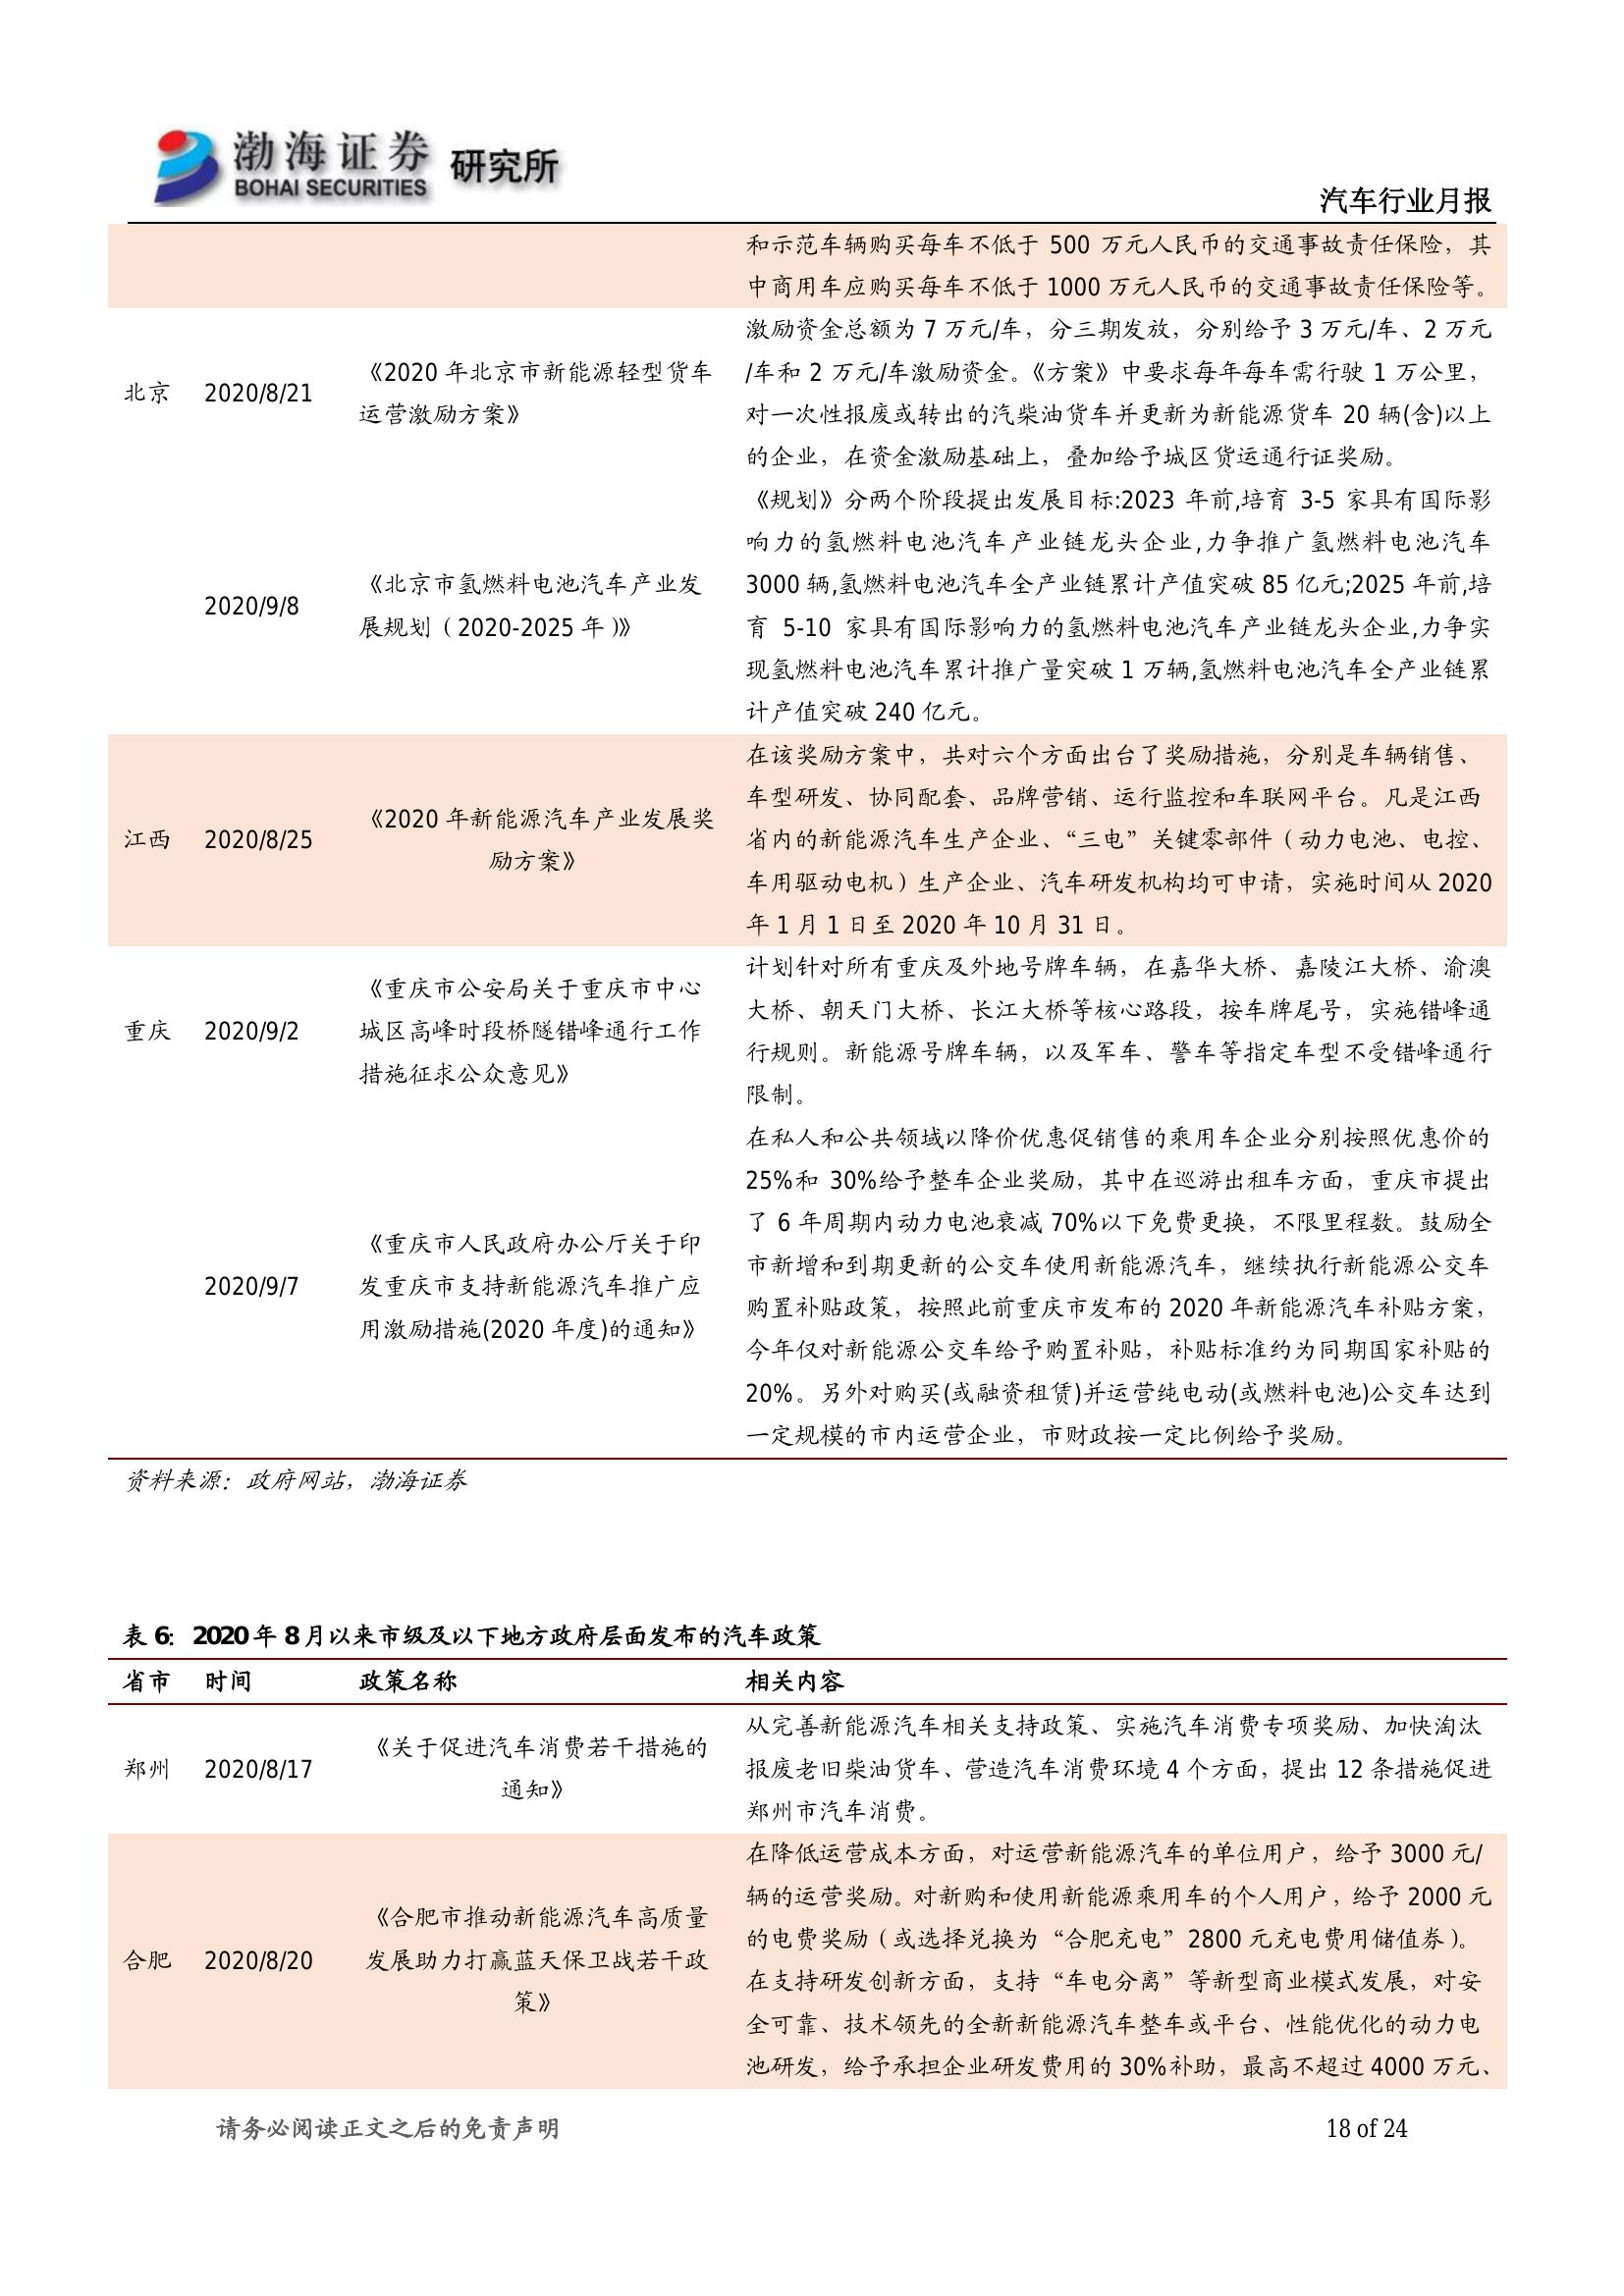 渤海证券 研究所
BOHAI SECURITIES
汽车行业月报
和示范车辆购买每车不低于 500 万元人民币的交通事故责任保险，其
中商用车应购买每车不低于 1000 万元人民币的交通事故责任保险等。
北京 2020/8/21
《2020 年北京市新能源轻型货车
运营激励方案》
激励资金总额为 7 万元/车，分三期发放，分别给予 3 万元/车、2 万元
/车和 2 万元/车激励资金。《方案》中要求每年每车需行驶 1 万公里，
对一次性报废或转出的汽柴油货车并更新为新能源货车 20 辆(含)以上
的企业，在资金激励基础上，叠加给予城区货运通行证奖励。
2020/9/8
《北京市氢燃料电池汽车产业发
展规划（2020-2025 年）》
《规划》分两个阶段提出发展目标:2023 年前,培育 3-5 家具有国际影
响力的氢燃料电池汽车产业链龙头企业,力争推广氢燃料电池汽车
3000 辆,氢燃料电池汽车全产业链累计产值突破 85 亿元;2025 年前,培
育 5-10 家具有国际影响力的氢燃料电池汽车产业链龙头企业,力争实
现氢燃料电池汽车累计推广量突破 1 万辆,氢燃料电池汽车全产业链累
计产值突破 240 亿元。
江西 2020/8/25
《2020 年新能源汽车产业发展奖
励方案》
在该奖励方案中，共对六个方面出台了奖励措施，分别是车辆销售、
车型研发、协同配套、品牌营销、运行监控和车联网平台。凡是江西
省内的新能源汽车生产企业、“三电”关键零部件（动力电池、电控、
车用驱动电机）生产企业、汽车研发机构均可申请，实施时间从 2020
年 1 月 1 日至 2020 年 10 月 31 日。
重庆 2020/9/2
《重庆市公安局关于重庆市中心
城区高峰时段桥隧错峰通行工作
措施征求公众意见》
计划针对所有重庆及外地号牌车辆，在嘉华大桥、嘉陵江大桥、渝澳
大桥、朝天门大桥、长江大桥等核心路段，按车牌尾号，实施错峰通
行规则。新能源号牌车辆，以及军车、警车等指定车型不受错峰通行
限制。
2020/9/7
《重庆市人民政府办公厅关于印
发重庆市支持新能源汽车推广应
用激励措施(2020 年度)的通知》
在私人和公共领域以降价优惠促销售的乘用车企业分别按照优惠价的
25%和 30%给予整车企业奖励，其中在巡游出租车方面，重庆市提出
了 6 年周期内动力电池衰减 70%以下免费更换，不限里程数。鼓励全
市新增和到期更新的公交车使用新能源汽车，继续执行新能源公交车
购置补贴政策，按照此前重庆市发布的 2020 年新能源汽车补贴方案，
今年仅对新能源公交车给予购置补贴，补贴标准约为同期国家补贴的
20%。另外对购买(或融资租赁)并运营纯电动(或燃料电池)公交车达到
一定规模的市内运营企业，市财政按一定比例给予奖励。
资料来源：政府网站，渤海证券
表 6：2020 年 8 月以来市级及以下地方政府层面发布的汽车政策
省市 时间 政策名称 相关内容
郑州 2020/8/17
《关于促进汽车消费若干措施的
通知》
从完善新能源汽车相关支持政策、实施汽车消费专项奖励、加快淘汰
报废老旧柴油货车、营造汽车消费环境 4 个方面，提出 12 条措施促进
郑州市汽车消费。
合肥 2020/8/20
《合肥市推动新能源汽车高质量
发展助力打赢蓝天保卫战若干政
策》
在降低运营成本方面，对运营新能源汽车的单位用户，给予 3000 元/
辆的运营奖励。对新购和使用新能源乘用车的个人用户，给予 2000 元
的电费奖励（或选择兑换为“合肥充电”2800 元充电费用储值券）。
在支持研发创新方面，支持“车电分离”等新型商业模式发展，对安
全可靠、技术领先的全新新能源汽车整车或平台、性能优化的动力电
池研发，给予承担企业研发费用的 30%补助，最高不超过 4000 万元、
请务必阅读正文之后的免责声明
18 of 24